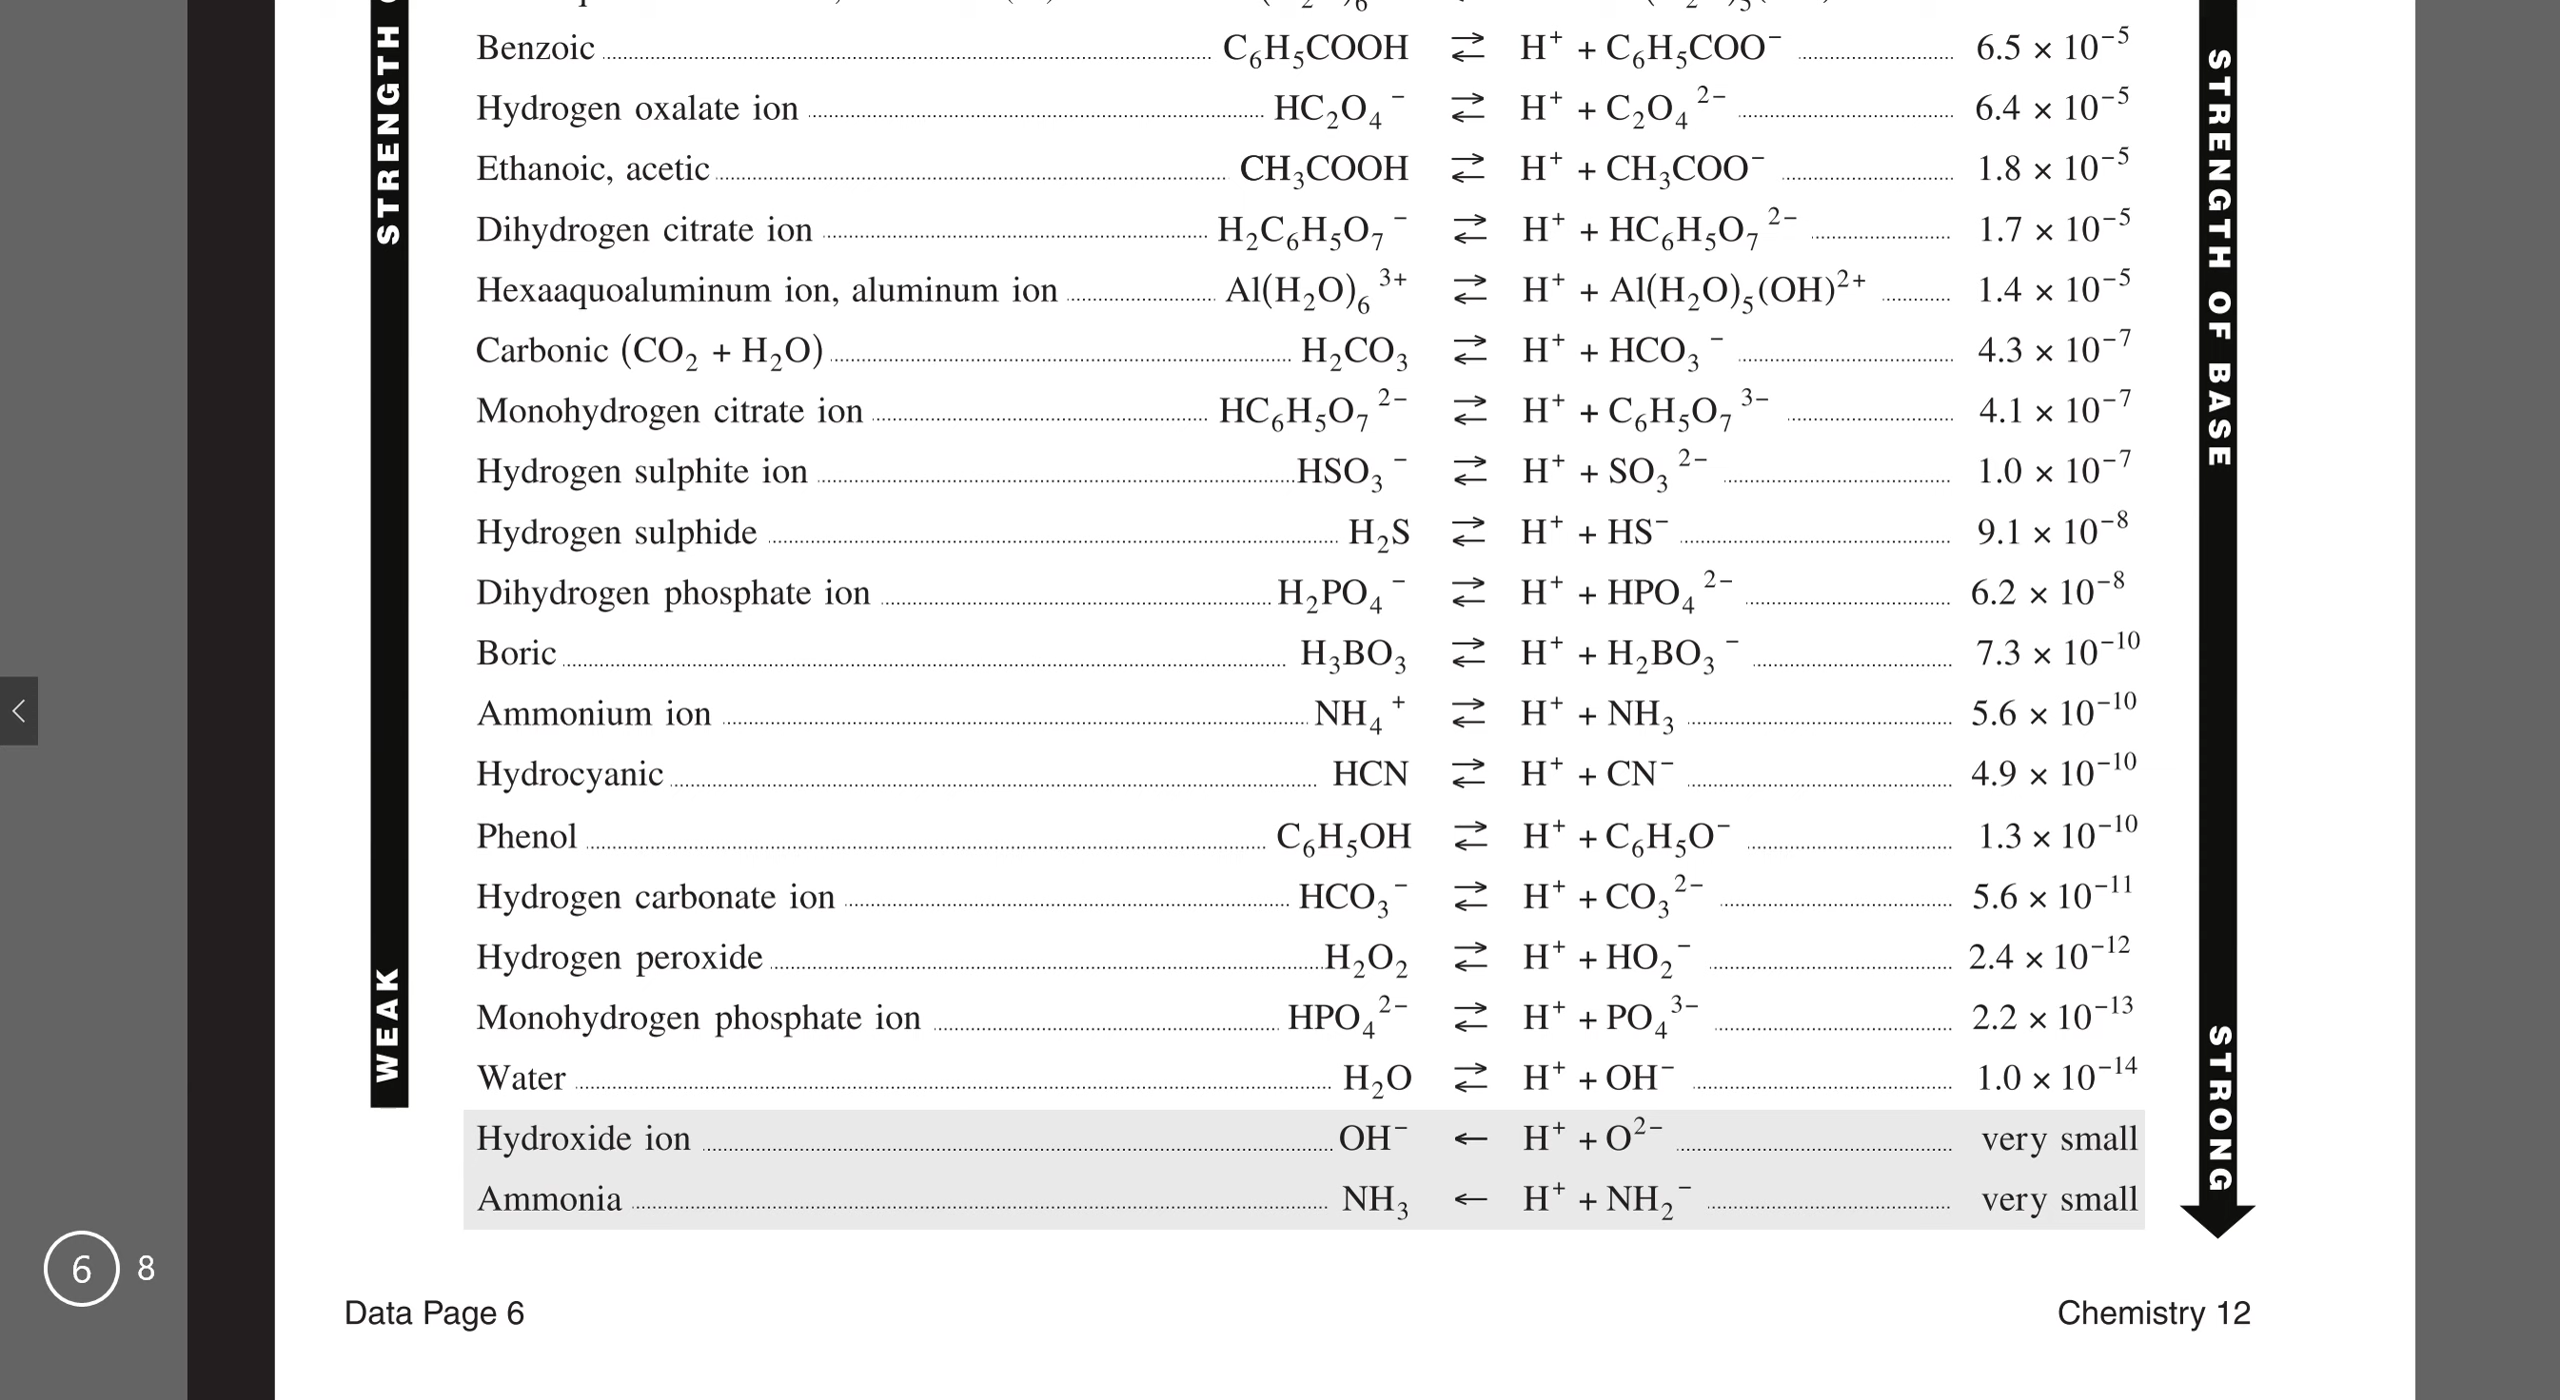 STRENGTH
STRENGTH OF BASE
Benzoic C₆H₅COOH ⇄ H⁺ + C₆H₅COO⁻ 6.5 × 10⁻⁵
Hydrogen oxalate ion HC₂O₄⁻ ⇄ H⁺ + C₂O₄²⁻ 6.4 × 10⁻⁵
Ethanoic, acetic CH₃COOH ⇄ H⁺ + CH₃COO⁻ 1.8 × 10⁻⁵
Dihydrogen citrate ion H₂C₆H₅O₇⁻ ⇄ H⁺ + HC₆H₅O₇²⁻ 1.7 × 10⁻⁵
Hexaaquoaluminum ion, aluminum ion Al(H₂O)₆³⁺ ⇄ H⁺ + Al(H₂O)₅(OH)²⁺ 1.4 × 10⁻⁵
Carbonic (CO₂ + H₂O) H₂CO₃ ⇄ H⁺ + HCO₃⁻ 4.3 × 10⁻⁷
Monohydrogen citrate ion HC₆H₅O₇²⁻ ⇄ H⁺ + C₆H₅O₇³⁻ 4.1 × 10⁻⁷
Hydrogen sulphite ion HSO₃⁻ ⇄ H⁺ + SO₃²⁻ 1.0 × 10⁻⁷
Hydrogen sulphide H₂S ⇄ H⁺ + HS⁻ 9.1 × 10⁻⁸
Dihydrogen phosphate ion H₂PO₄⁻ ⇄ H⁺ + HPO₄²⁻ 6.2 × 10⁻⁸
Boric H₃BO₃ ⇄ H⁺ + H₂BO₃⁻ 7.3 × 10⁻¹⁰
Ammonium ion NH₄⁺ ⇄ H⁺ + NH₃ 5.6 × 10⁻¹⁰
Hydrocyanic HCN ⇄ H⁺ + CN⁻ 4.9 × 10⁻¹⁰
Phenol C₆H₅OH ⇄ H⁺ + C₆H₅O⁻ 1.3 × 10⁻¹⁰
Hydrogen carbonate ion HCO₃⁻ ⇄ H⁺ + CO₃²⁻ 5.6 × 10⁻¹¹
Hydrogen peroxide H₂O₂ ⇄ H⁺ + HO₂⁻ 2.4 × 10⁻¹²
Monohydrogen phosphate ion HPO₄²⁻ ⇄ H⁺ + PO₄³⁻ 2.2 × 10⁻¹³
Water H₂O ⇄ H⁺ + OH⁻ 1.0 × 10⁻¹⁴
Hydroxide ion OH⁻ ← H⁺ + O²⁻ very small
Ammonia NH₃ ← H⁺ + NH₂⁻ very small
WEAK
STRONG
6 8
Data Page 6
Chemistry 12